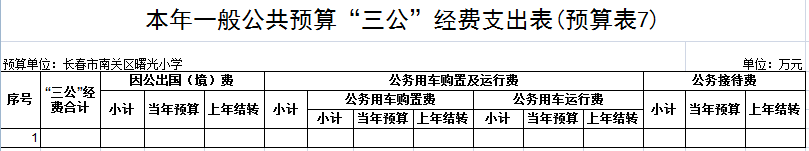 本年一般公共预算“三公”经费支出表(预算表7)
预算单位：长春市南关区曙光小学 单位：万元
序号 “三公”经费合计 因公出国（境）费 公务用车购置及运行费 公务接待费
小计 当年预算 上年结转 小计 公务用车购置费 公务用车运行费 小计 当年预算 上年结转
小计 当年预算 上年结转 小计 当年预算 上年结转
1